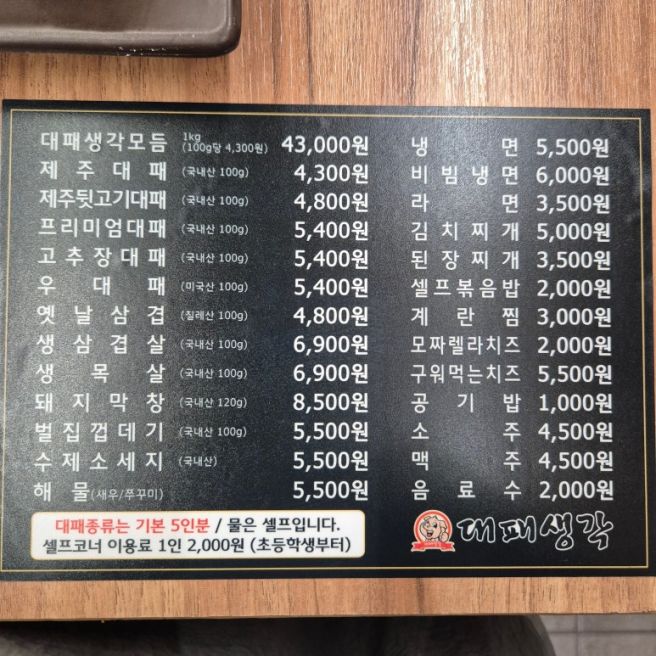 대패생각모듬 1kg (100g당 4,300원) 43,000원
제주대패 (국내산 100g) 4,300원
제주뒷고기대패 (국내산 100g) 4,800원
프리미엄대패 (국내산 100g) 5,400원
고추장대패 (국내산 100g) 5,400원
우대패 (미국산 100g) 5,400원
옛날삼겹 (칠레산 100g) 4,800원
생삼겹살 (국내산 100g) 6,900원
생목살 (국내산 100g) 6,900원
돼지막창 (국내산 120g) 8,500원
벌집껍데기 (국내산 100g) 5,500원
수제소세지 (국내산) 5,500원
해물 (새우/쭈꾸미) 5,500원
대패종류는 기본 5인분 / 물은 셀프입니다.
셀프코너 이용료 1인 2,000원 (초등학생부터)
냉면 5,500원
비빔냉면 6,000원
라면 3,500원
김치찌개 5,000원
된장찌개 3,500원
셀프볶음밥 2,000원
계란찜 3,000원
모짜렐라치즈 2,000원
구워먹는치즈 5,500원
공기밥 1,000원
소주 4,500원
맥주 4,500원
음료수 2,000원
대패생각